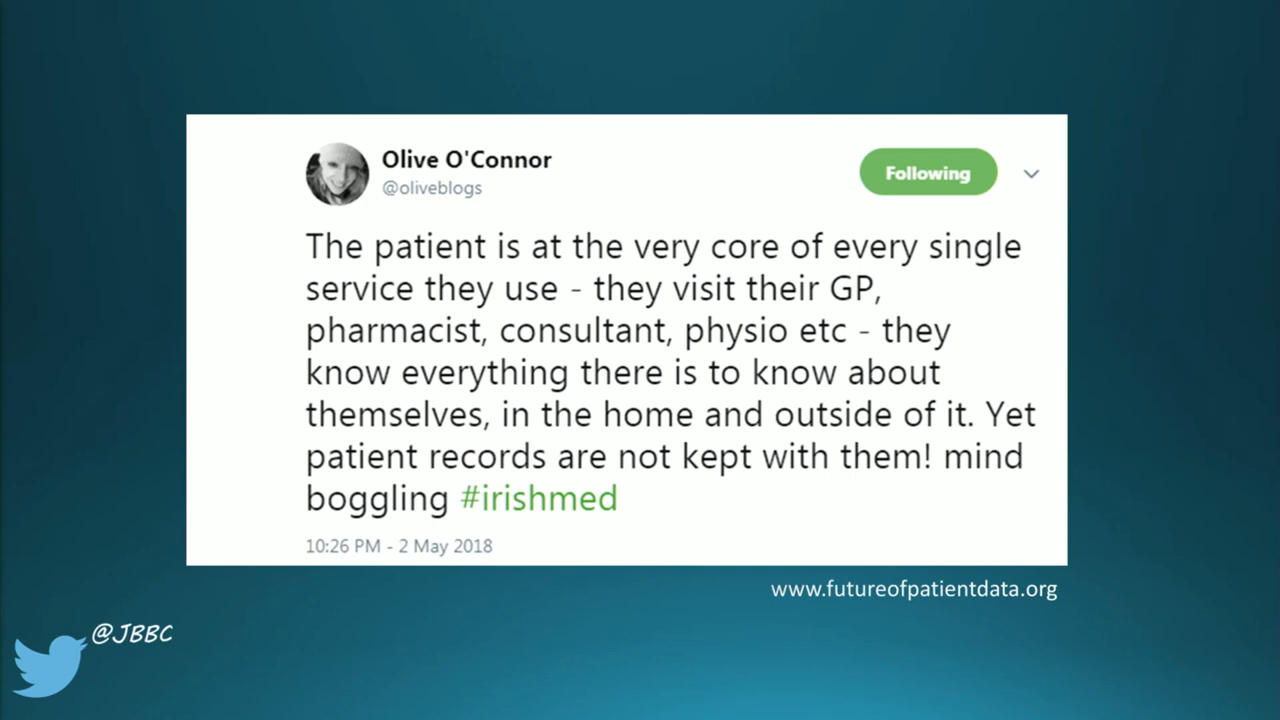 Olive O'Connor
@oliveblogs
Following
The patient is at the very core of every single
service they use - they visit their GP,
pharmacist, consultant, physio etc - they
know everything there is to know about
themselves, in the home and outside of it. Yet
patient records are not kept with them! mind
boggling #irishmed
10:26 PM - 2 May 2018
www.futureofpatientdata.org
@JBBC